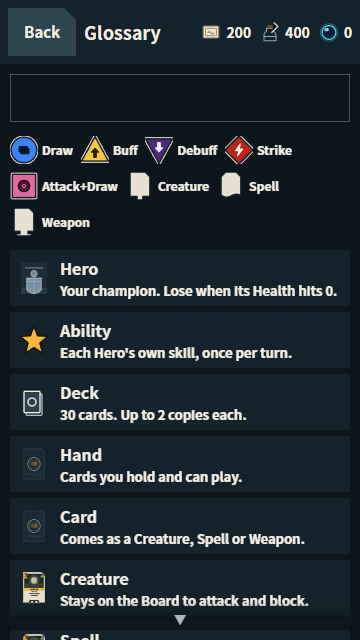 Back Glossary 200 400 0
Draw Buff Debuff Strike
Attack+Draw Creature Spell
Weapon
Hero
Your champion. Lose when its Health hits 0.
Ability
Each Hero's own skill, once per turn.
Deck
30 cards. Up to 2 copies each.
Hand
Cards you hold and can play.
Card
Comes as a Creature, Spell or Weapon.
Creature
Stays on the Board to attack and block.
Spell